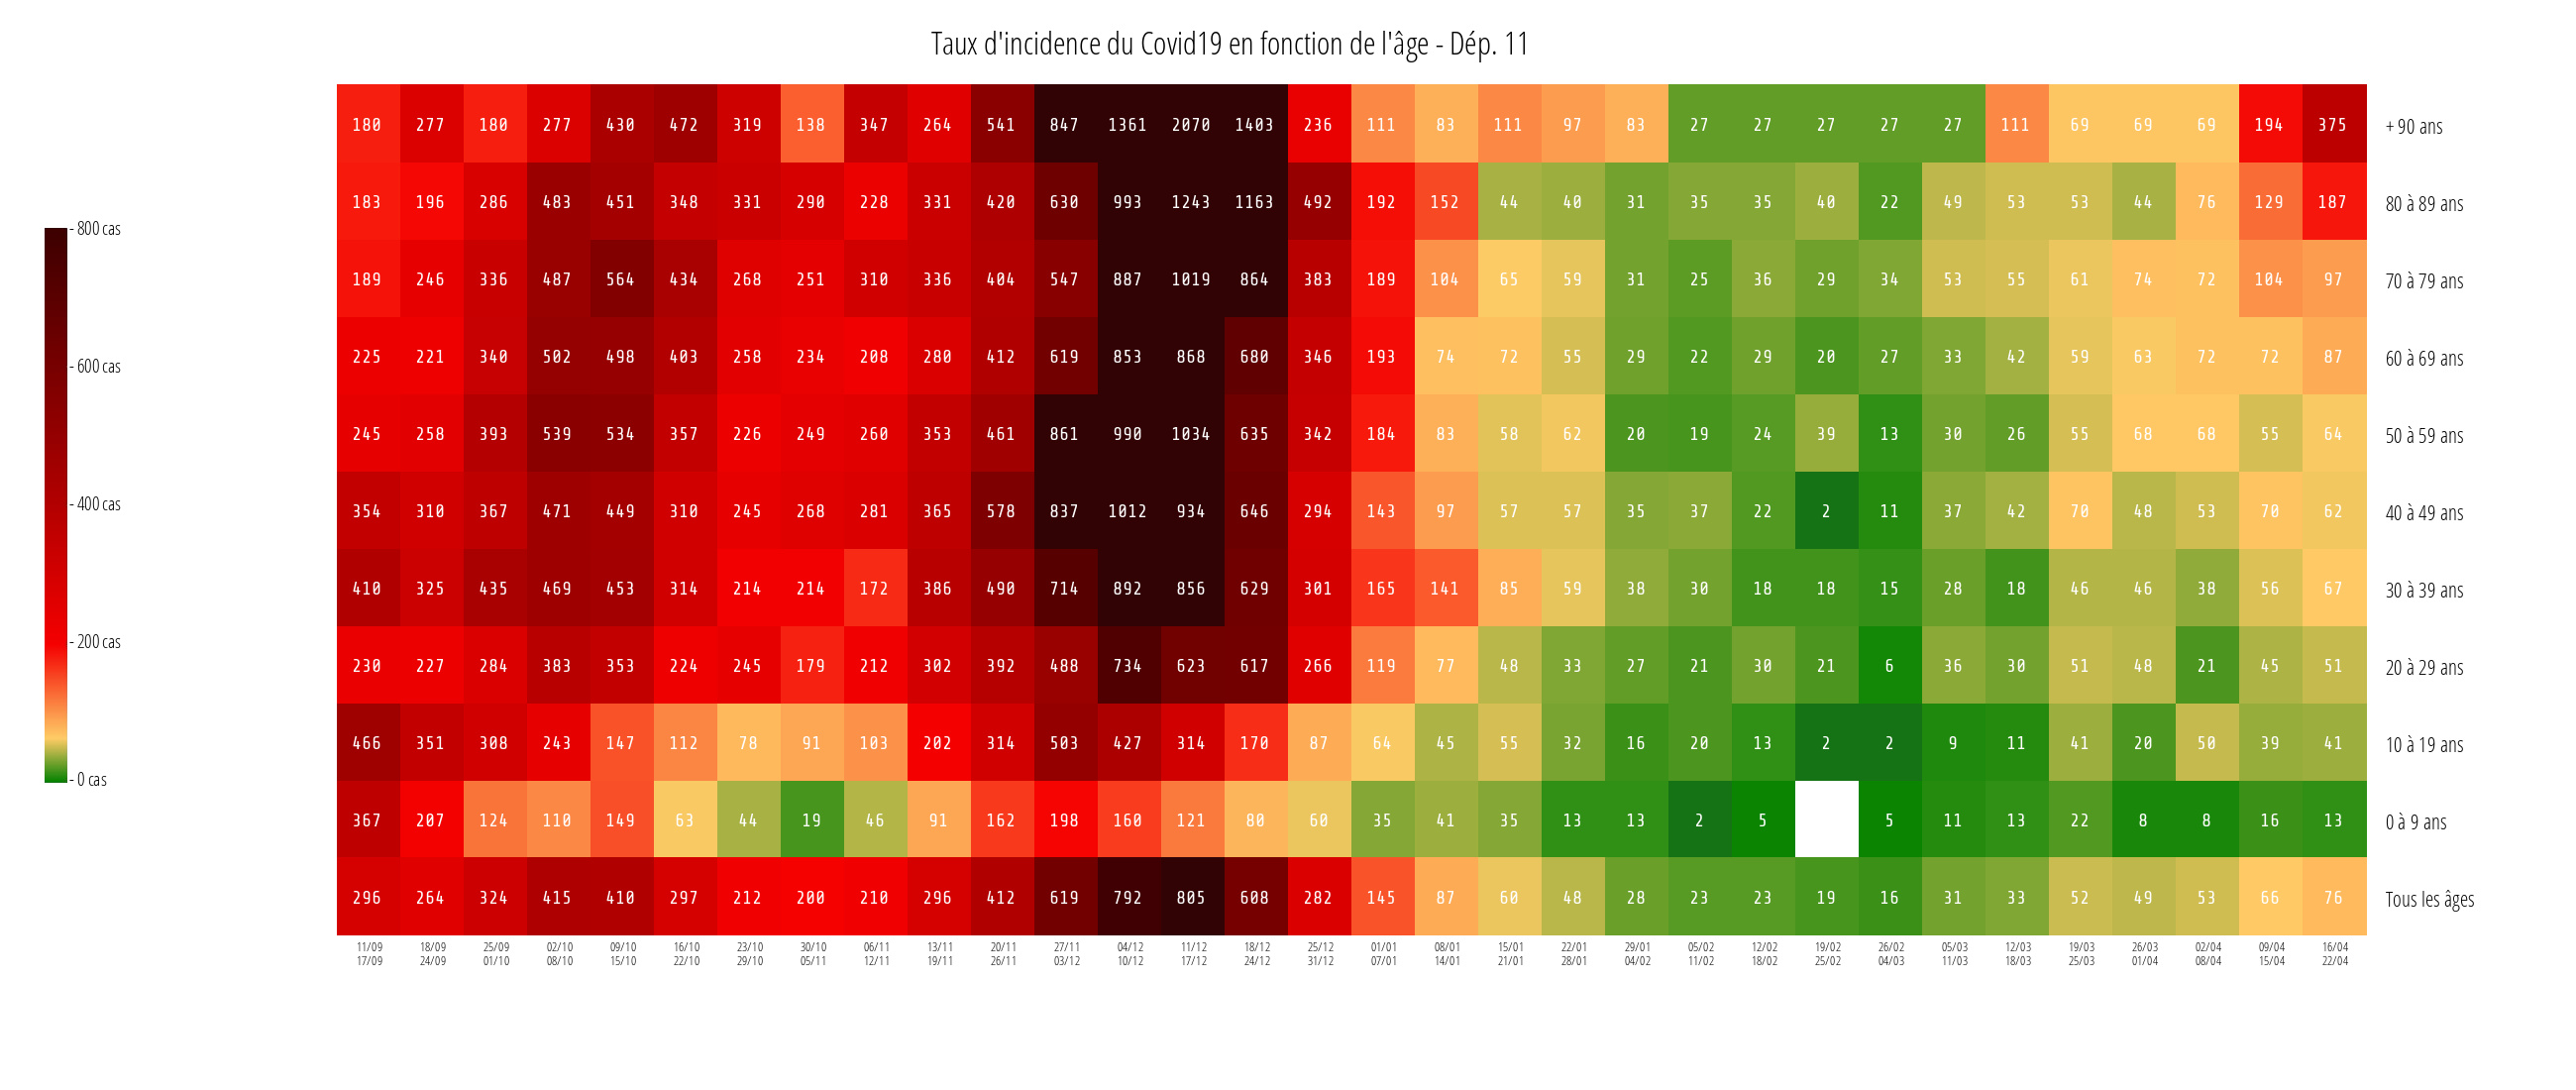 Taux d'incidence du Covid19 en fonction de l'âge - Dép. 11
- 800 cas
- 600 cas
- 400 cas
- 200 cas
- 0 cas
180 277 180 277 430 472 319 138 347 264 541 847 1361 2070 1403 236 111 83 111 97 83 27 27 27 27 27 111 69 69 69 194 375 + 90 ans
183 196 286 483 451 348 331 290 228 331 420 630 993 1243 1163 492 192 152 44 40 31 35 35 40 22 49 53 53 44 76 129 187 80 à 89 ans
189 246 336 487 564 434 268 251 310 336 404 547 887 1019 864 383 189 104 65 59 31 25 36 29 34 53 55 61 74 72 104 97 70 à 79 ans
225 221 340 502 498 403 258 234 208 280 412 619 853 868 680 346 193 74 72 55 29 22 29 20 27 33 42 59 63 72 72 87 60 à 69 ans
245 258 393 539 534 357 226 249 260 353 461 861 990 1034 635 342 184 83 58 62 20 19 24 39 13 30 26 55 68 68 55 64 50 à 59 ans
354 310 367 471 449 310 245 268 281 365 578 837 1012 934 646 294 143 97 57 57 35 37 22 2 11 37 42 70 48 53 70 62 40 à 49 ans
410 325 435 469 453 314 214 214 172 386 490 714 892 856 629 301 165 141 85 59 38 30 18 18 15 28 18 46 46 38 56 67 30 à 39 ans
230 227 284 383 353 224 245 179 212 302 392 488 734 623 617 266 119 77 48 33 27 21 30 21 6 36 30 51 48 21 45 51 20 à 29 ans
466 351 308 243 147 112 78 91 103 202 314 503 427 314 170 87 64 45 55 32 16 20 13 2 2 9 11 41 20 50 39 41 10 à 19 ans
367 207 124 110 149 63 44 19 46 91 162 198 160 121 80 60 35 41 35 13 13 2 5 5 11 13 22 8 8 16 13 0 à 9 ans
296 264 324 415 410 297 212 200 210 296 412 619 792 805 608 282 145 87 60 48 28 23 23 19 16 31 33 52 49 53 66 76 Tous les âges
11/09 18/09 25/09 02/10 09/10 16/10 23/10 30/10 06/11 13/11 20/11 27/11 04/12 11/12 18/12 25/12 01/01 08/01 15/01 22/01 29/01 05/02 12/02 19/02 26/02 05/03 12/03 19/03 26/03 02/04 09/04 16/04
17/09 24/09 01/10 08/10 15/10 22/10 29/10 05/11 12/11 19/11 26/11 03/12 10/12 17/12 24/12 31/12 07/01 14/01 21/01 28/01 04/02 11/02 18/02 25/02 04/03 11/03 18/03 25/03 01/04 08/04 15/04 22/04